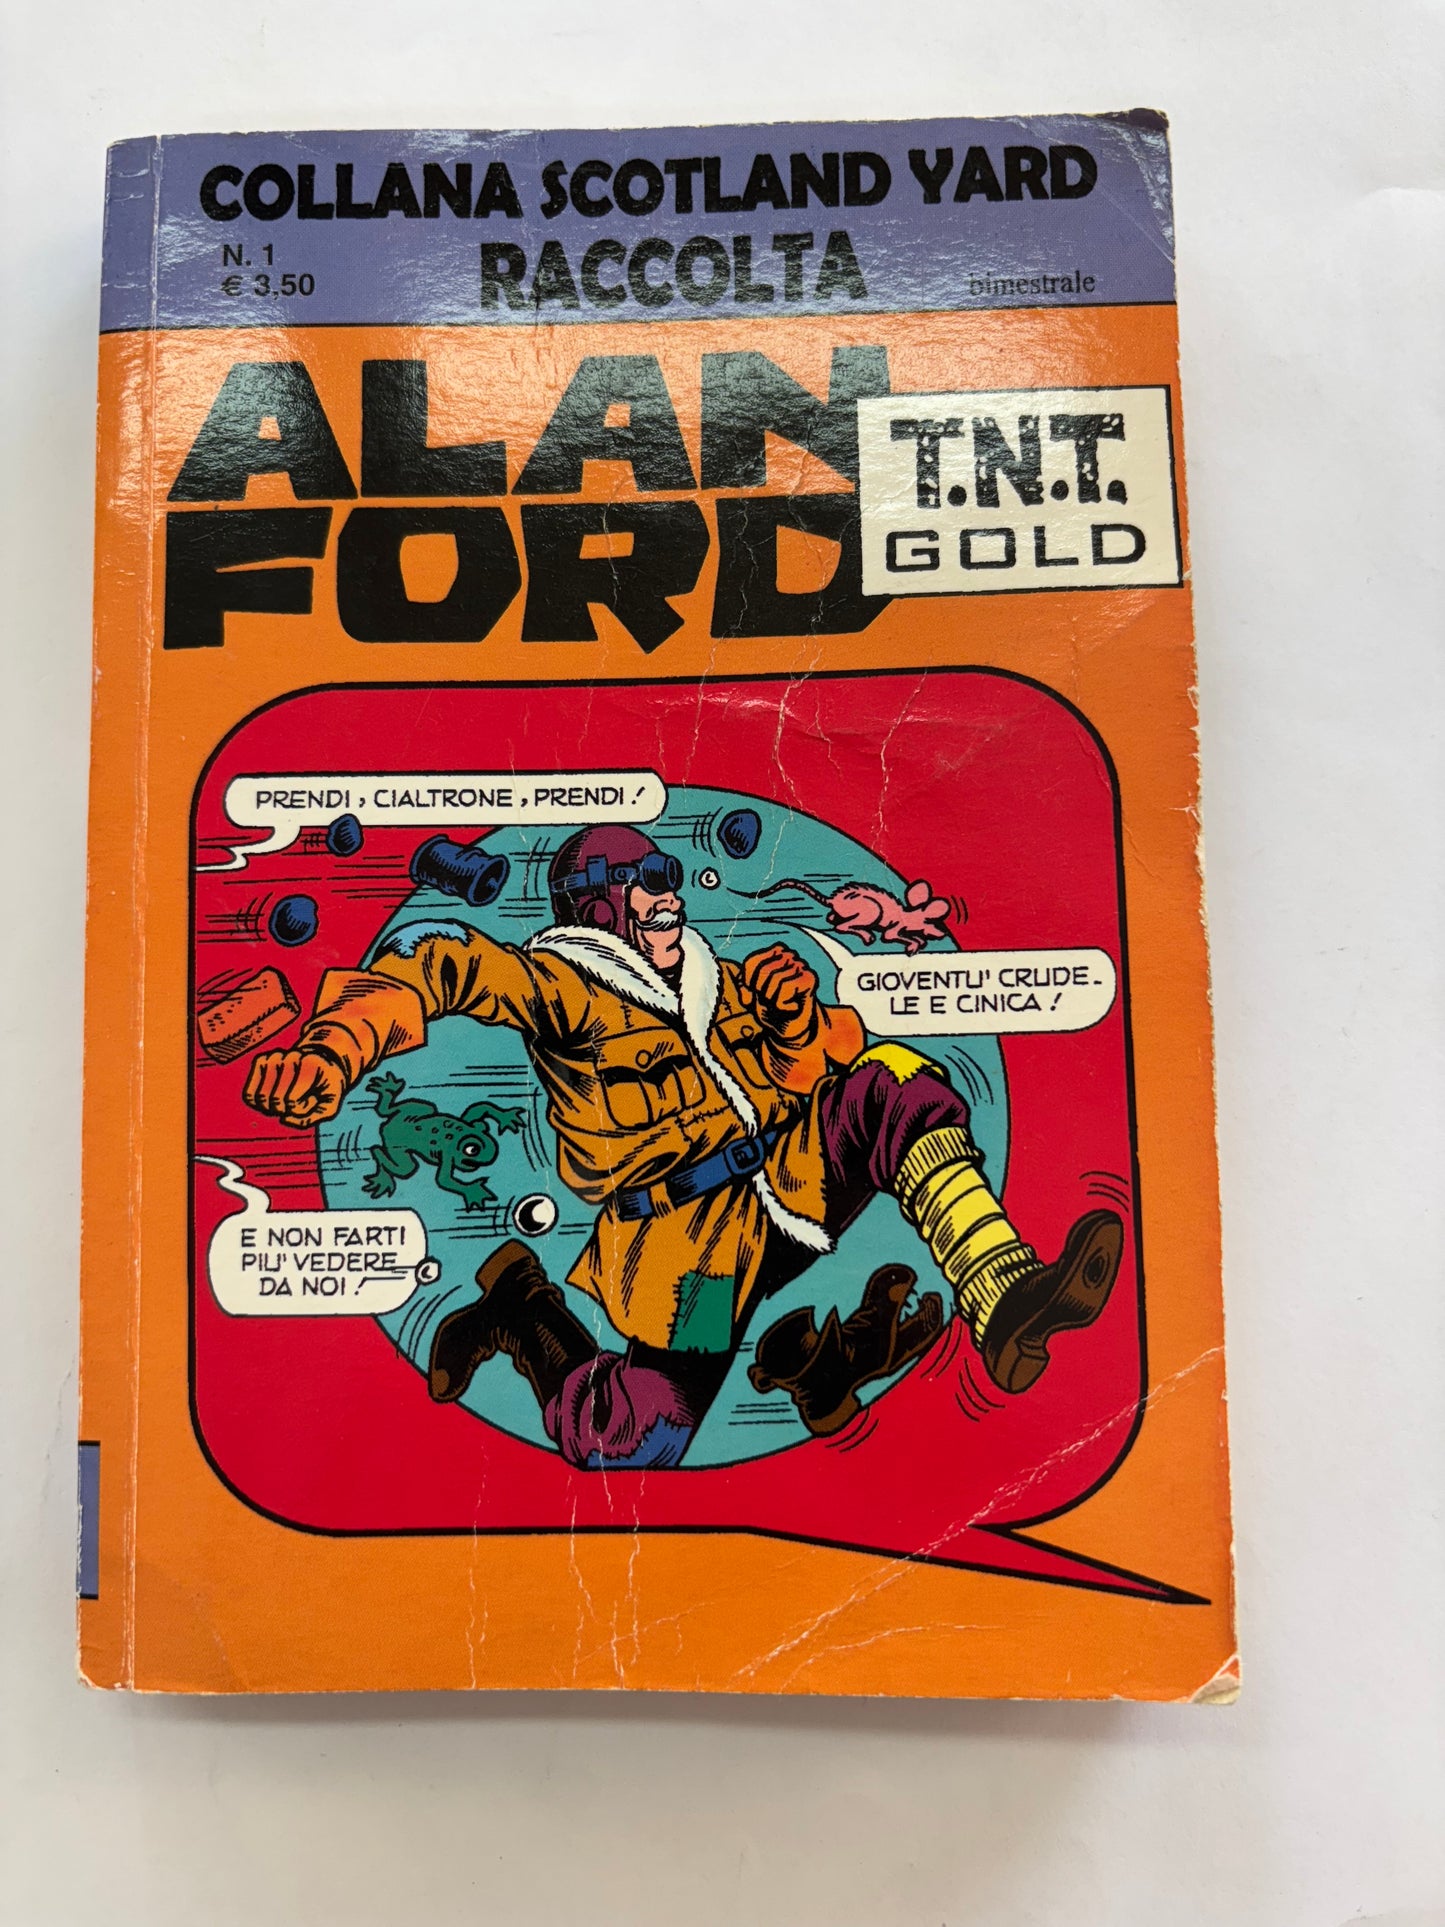 COLLANA SCOTLAND YARD
RACCOLTA
N. 1
€ 3,50
bimestrale
ALAN
FORD
T.N.T.
GOLD
PRENDI, CIALTRONE, PRENDI!
GIOVENTU' CRUDE-
LE E CINICA!
E NON FARTI
PIU' VEDERE
DA NOI!